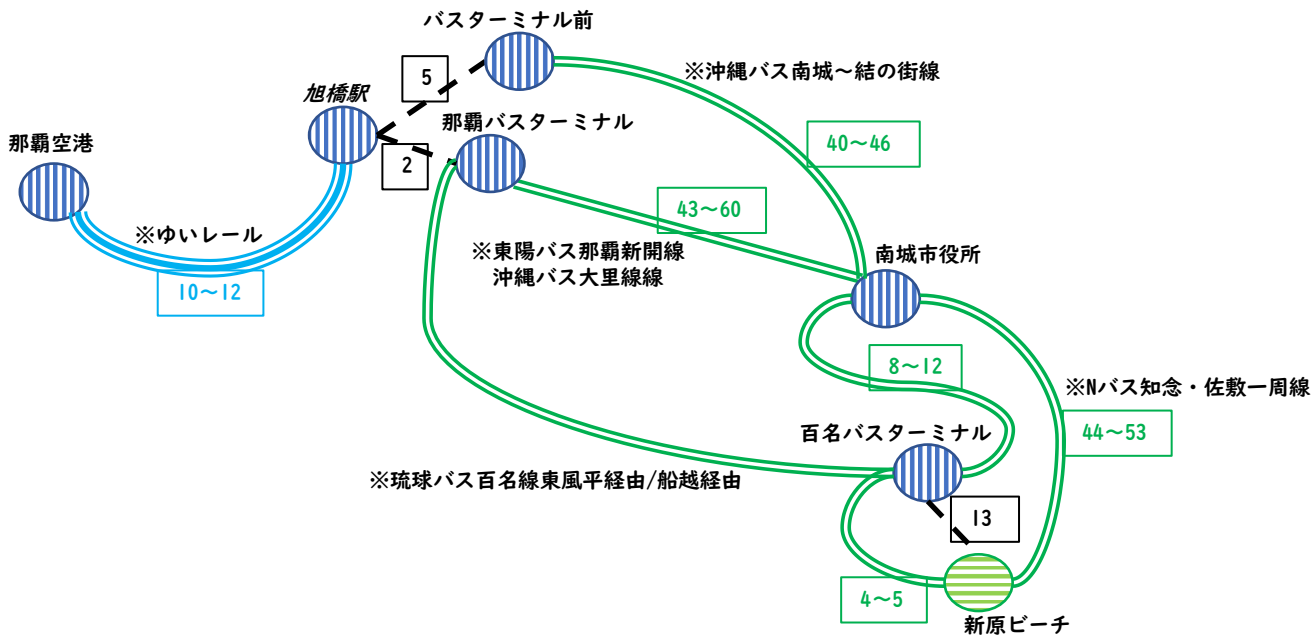 バスターミナル前
5
※沖縄バス南城～結の街線
旭橋駅
那覇バスターミナル
那覇空港
2
40～46
43～60
※ゆいレール
※東陽バス那覇新開線
沖縄バス大里線線
南城市役所
10～12
8～12
※Nバス知念・佐敷一周線
百名バスターミナル
44～53
※琉球バス百名線東風平経由/船越経由
13
4～5
新原ビーチ